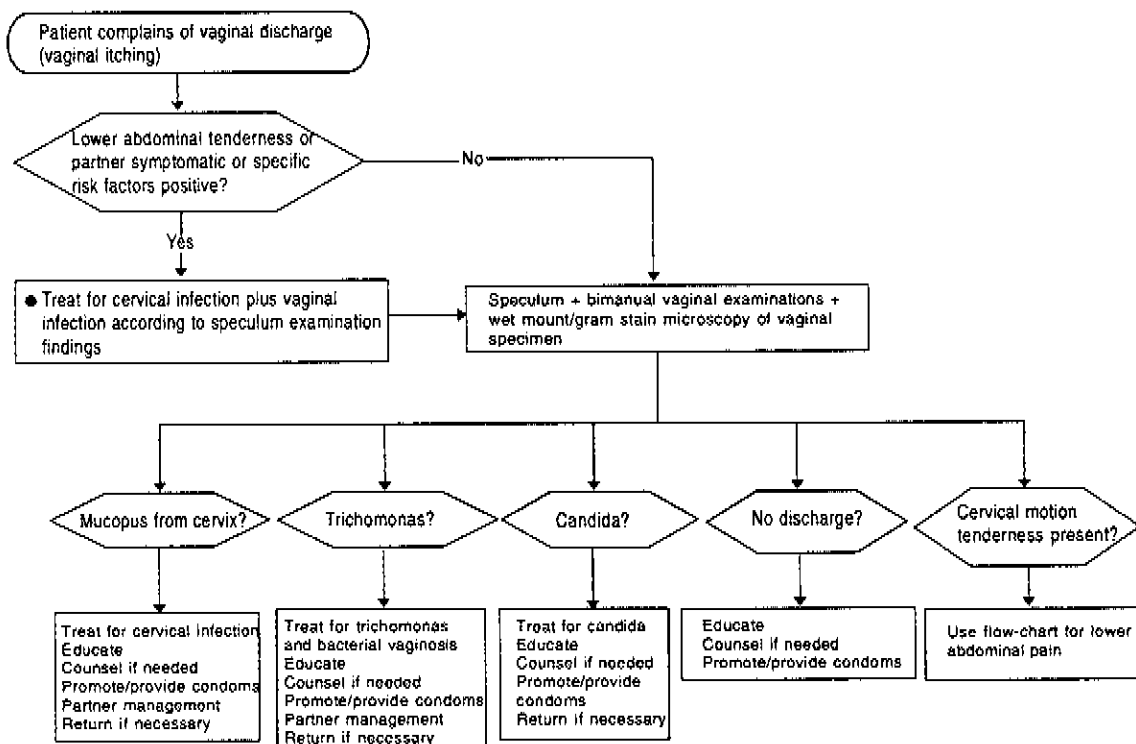 Patient complains of vaginal discharge
(vaginal itching)
Lower abdominal tenderness or
partner symptomatic or specific
risk factors positive?
No
Yes
● Treat for cervical infection plus vaginal
infection according to speculum examination
findings
Speculum + bimanual vaginal examinations +
wet mount/gram stain microscopy of vaginal
specimen
Mucopus from cervix?
Trichomonas?
Candida?
No discharge?
Cervical motion
tenderness present?
Treat for cervical infection
Educate
Counsel if needed
Promote/provide condoms
Partner management
Return if necessary
Treat for trichomonas
and bacterial vaginosis
Educate
Counsel if needed
Promote/provide condoms
Partner management
Return if necessary
Treat for candida
Educate
Counsel if needed
Promote/provide
condoms
Return if necessary
Educate
Counsel if needed
Promote/provide condoms
Use flow-chart for lower
abdominal pain